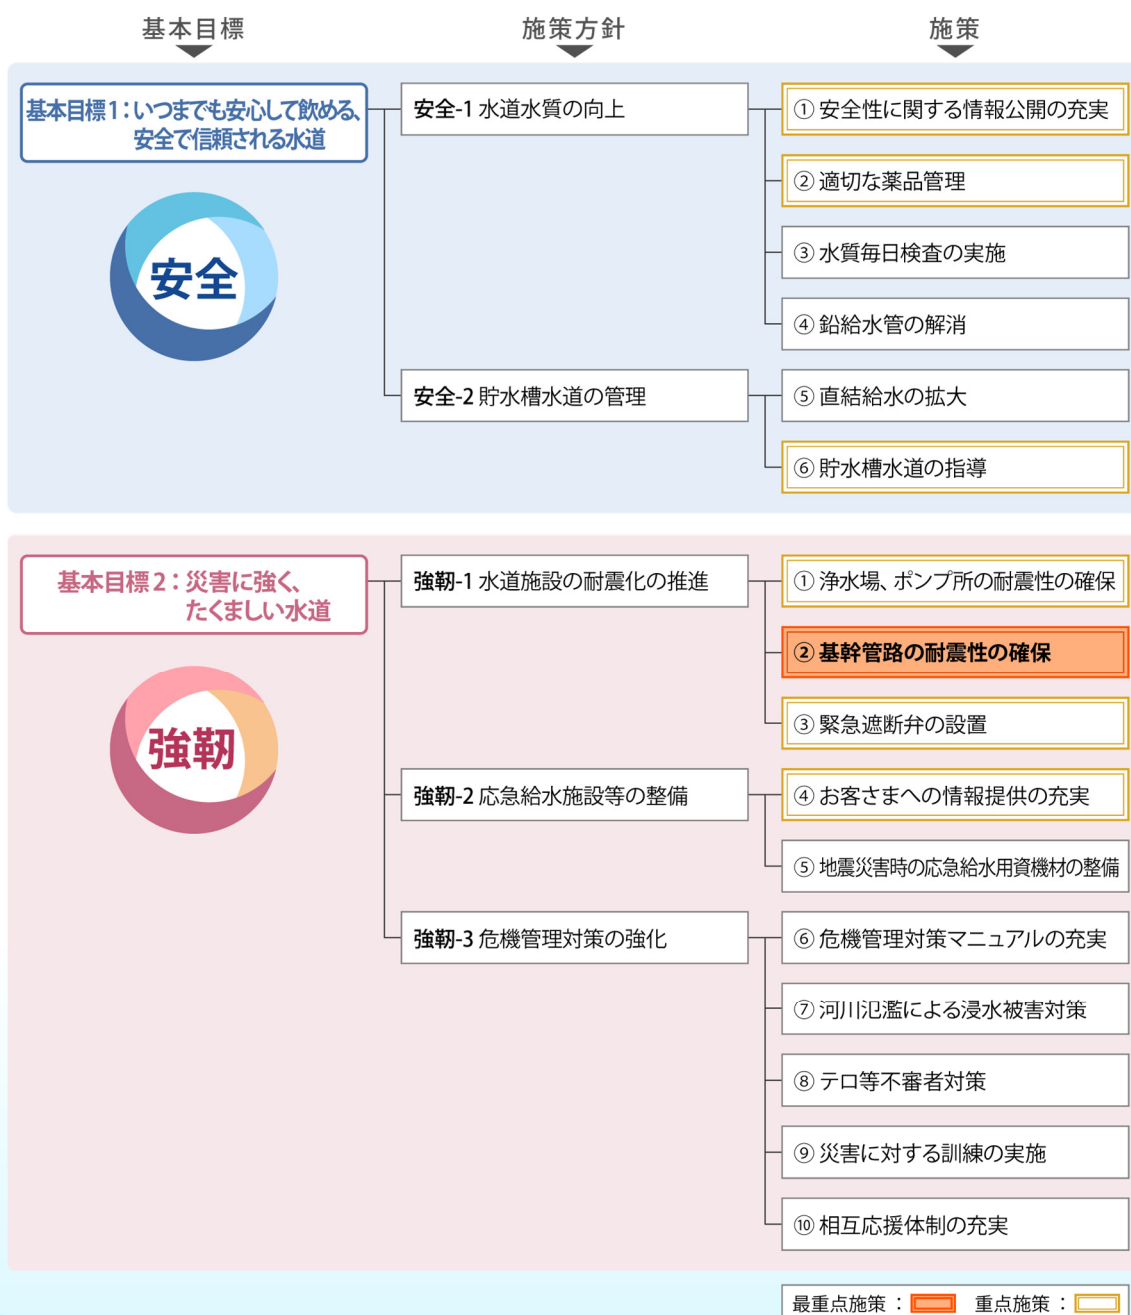 基本目標
施策方針
施策
基本目標1：いつまでも安心して飲める、
安全で信頼される水道
安全
安全-1 水道水質の向上
① 安全性に関する情報公開の充実
② 適切な薬品管理
③ 水質毎日検査の実施
④ 鉛給水管の解消
安全-2 貯水槽水道の管理
⑤ 直結給水の拡大
⑥ 貯水槽水道の指導
基本目標2：災害に強く、
たくましい水道
強靭
強靭-1 水道施設の耐震化の推進
① 浄水場、ポンプ所の耐震性の確保
② 基幹管路の耐震性の確保
③ 緊急遮断弁の設置
強靭-2 応急給水施設等の整備
④ お客さまへの情報提供の充実
⑤ 地震災害時の応急給水用資機材の整備
強靭-3 危機管理対策の強化
⑥ 危機管理対策マニュアルの充実
⑦ 河川氾濫による浸水被害対策
⑧ テロ等不審者対策
⑨ 災害に対する訓練の実施
⑩ 相互応援体制の充実
最重点施策： 重点施策：